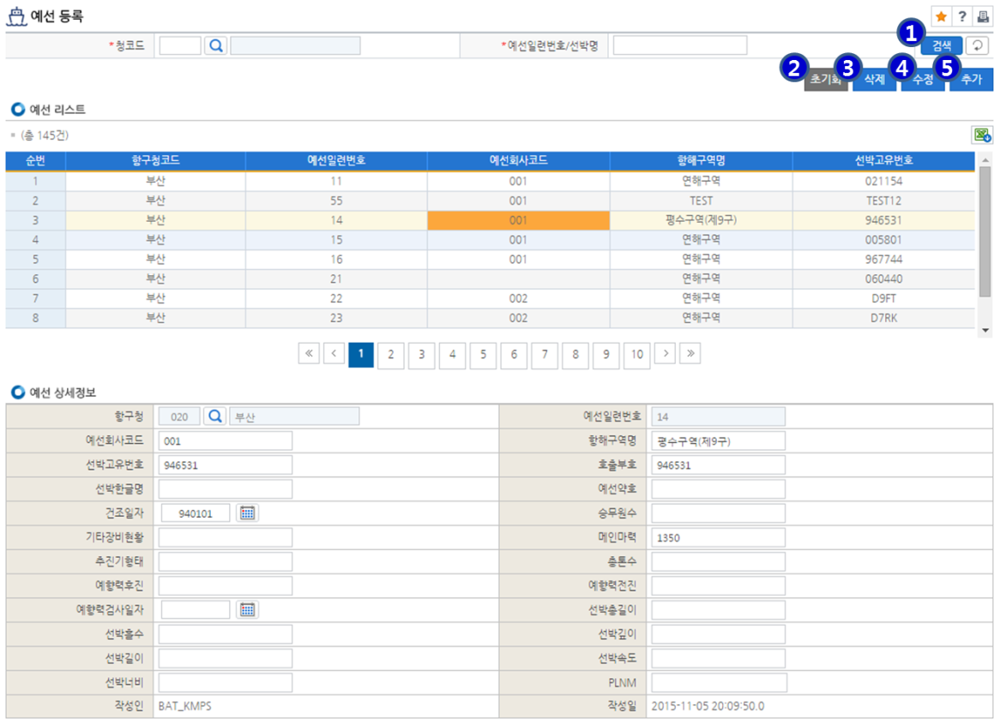 예선 등록
*청코드 *예선일련번호/선박명 1 검색
2 초기화 3 삭제 4 수정 5 추가
예선 리스트
(총 145건)
순번 항구청코드 예선일련번호 예선회사코드 항해구역명 선박고유번호
1 부산 11 001 연해구역 021154
2 부산 55 001 TEST TEST12
3 부산 14 001 평수구역(제9구) 946531
4 부산 15 001 연해구역 005801
5 부산 16 001 연해구역 967744
6 부산 21 연해구역 060440
7 부산 22 002 연해구역 D9FT
8 부산 23 002 연해구역 D7RK
« ‹ 1 2 3 4 5 6 7 8 9 10 › »
예선 상세정보
항구청 020 부산 예선일련번호 14
예선회사코드 001 항해구역명 평수구역(제9구)
선박고유번호 946531 호출부호 946531
선박한글명 예선약호
건조일자 940101 승무원수
기타장비현황 메인마력 1350
추진기형태 총톤수
예항력후진 예항력전진
예항력검사일자 선박총길이
선박흘수 선박깊이
선박길이 선박속도
선박너비 PLNM
작성인 BAT_KMPS 작성일 2015-11-05 20:09:50.0